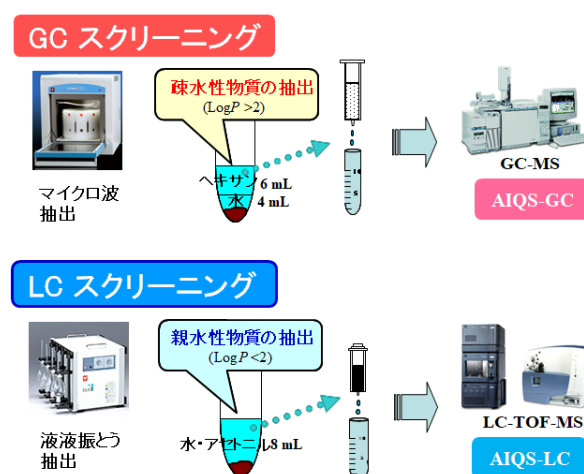 GC スクリーニング
疎水性物質の抽出
(LogP >2)
ヘキサン 6 mL
水 4 mL
マイクロ波
抽出
GC-MS
AIQS-GC
LC スクリーニング
親水性物質の抽出
(LogP <2)
水・アセトニル8 mL
液液振とう
抽出
LC-TOF-MS
AIQS-LC